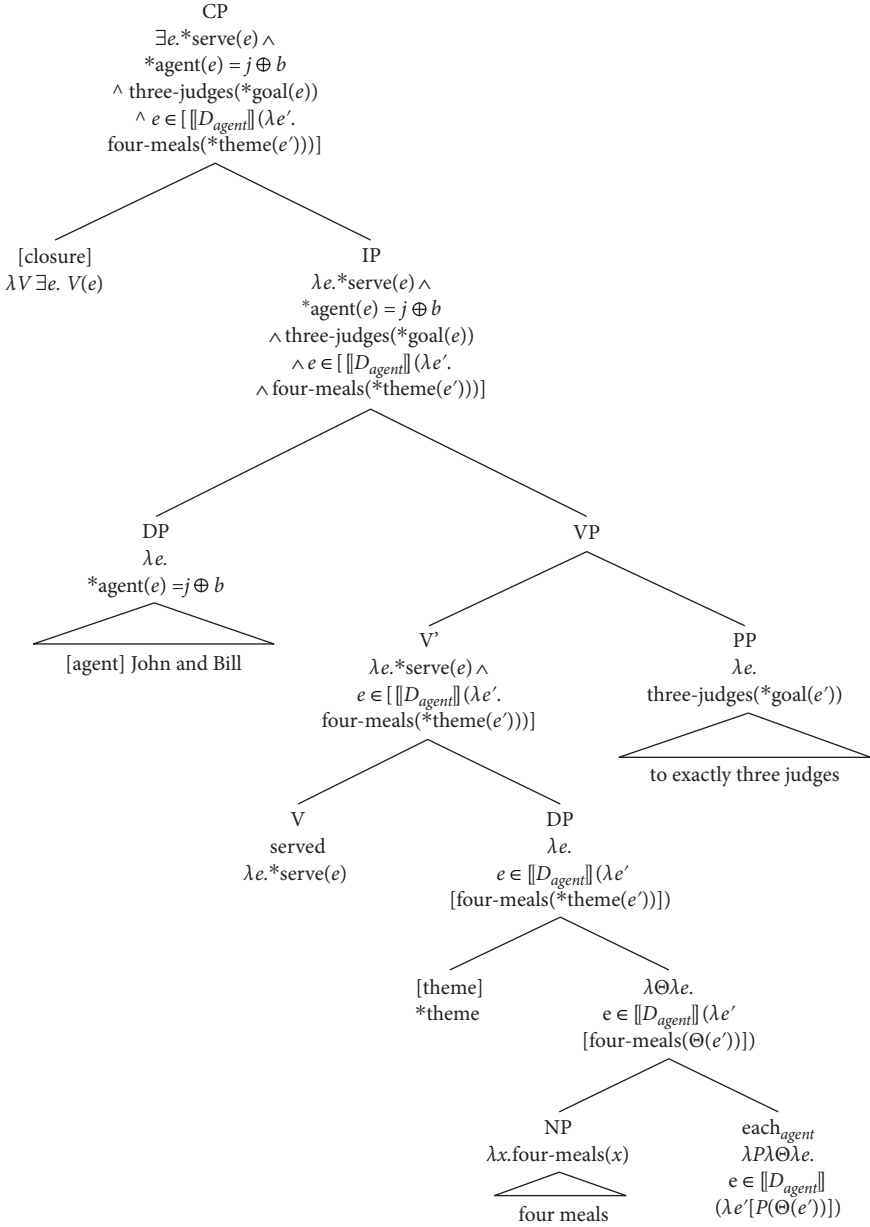 CP
∃e.*serve(e) ∧
*agent(e) = j ⊕ b
^ three-judges(*goal(e))
^ e ∈ [ ⟦D_agent⟧ (λe′.
four-meals(*theme(e′)))]
[closure]
λV ∃e. V(e)
IP
λe.*serve(e) ∧
*agent(e) = j ⊕ b
∧ three-judges(*goal(e))
∧ e ∈ [ ⟦D_agent⟧ (λe′.
∧ four-meals(*theme(e′)))]
DP
λe.
*agent(e) =j ⊕ b
[agent] John and Bill
VP
V’
λe.*serve(e) ∧
e ∈ [ ⟦D_agent⟧ (λe′.
four-meals(*theme(e′)))]
PP
λe.
three-judges(*goal(e′))
to exactly three judges
V
served
λe.*serve(e)
DP
λe.
e ∈ ⟦D_agent⟧ (λe′
[four-meals(*theme(e′))])
[theme]
*theme
λΘλe.
e ∈ ⟦D_agent⟧ (λe′
[four-meals(Θ(e′))])
NP
λx.four-meals(x)
four meals
each_agent
λPλΘλe.
e ∈ ⟦D_agent⟧
(λe′[P(Θ(e′))])